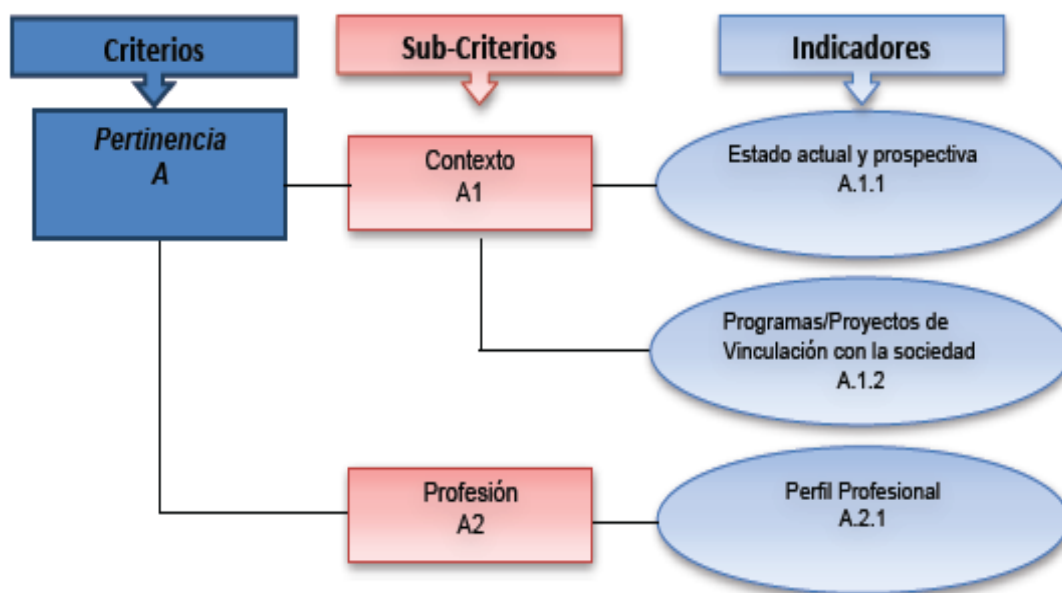 Criterios
Sub-Criterios
Indicadores
Pertinencia
A
Contexto
A1
Estado actual y prospectiva
A.1.1
Programas/Proyectos de
Vinculación con la sociedad
A.1.2
Profesión
A2
Perfil Profesional
A.2.1